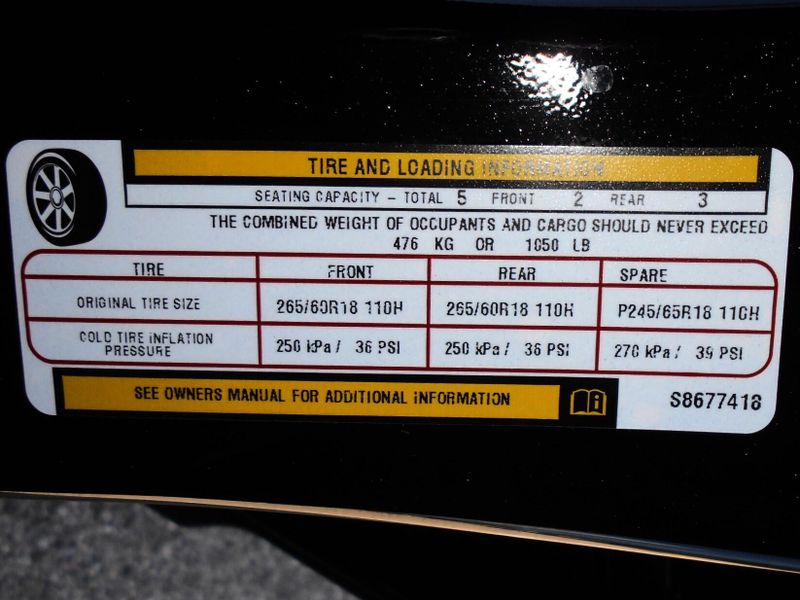 TIRE AND LOADING INFORMATION
SEATING CAPACITY - TOTAL 5 FRONT 2 REAR 3
THE COMBINED WEIGHT OF OCCUPANTS AND CARGO SHOULD NEVER EXCEED
476 KG OR 1050 LB
TIRE FRONT REAR SPARE
ORIGINAL TIRE SIZE 265/60R18 110H 265/60R18 110H P245/65R18 110H
COLD TIRE INFLATION PRESSURE 250 kPa / 36 PSI 250 kPa / 36 PSI 270 kPa / 39 PSI
SEE OWNERS MANUAL FOR ADDITIONAL INFORMATION
S8677418